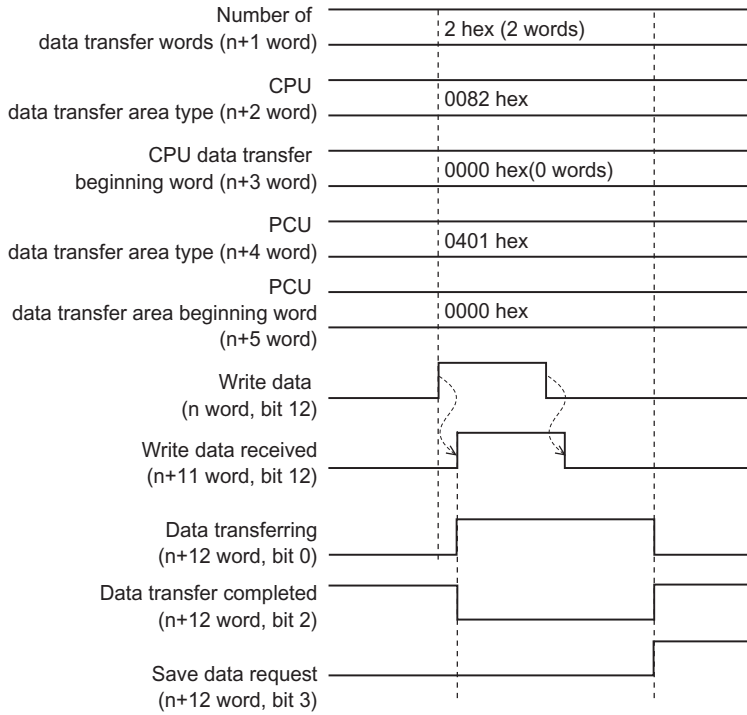 Number of
data transfer words (n+1 word)
2 hex (2 words)
CPU
data transfer area type (n+2 word)
0082 hex
CPU data transfer
beginning word (n+3 word)
0000 hex(0 words)
PCU
data transfer area type (n+4 word)
0401 hex
PCU
data transfer area beginning word
(n+5 word)
0000 hex
Write data
(n word, bit 12)
Write data received
(n+11 word, bit 12)
Data transferring
(n+12 word, bit 0)
Data transfer completed
(n+12 word, bit 2)
Save data request
(n+12 word, bit 3)